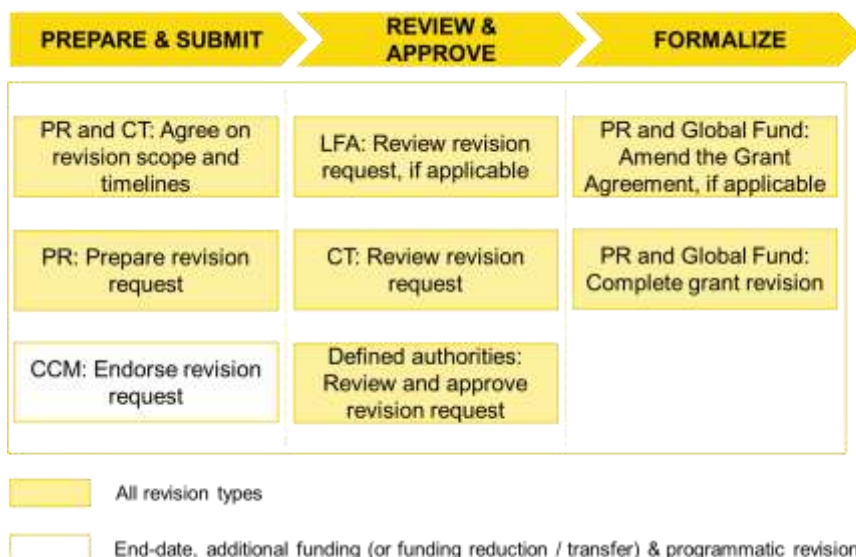 PREPARE & SUBMIT
REVIEW &
APPROVE
FORMALIZE
PR and CT: Agree on
revision scope and
timelines
LFA: Review revision
request, if applicable
PR and Global Fund:
Amend the Grant
Agreement, if applicable
PR: Prepare revision
request
CT: Review revision
request
PR and Global Fund:
Complete grant revision
CCM: Endorse revision
request
Defined authorities:
Review and approve
revision request
All revision types
End-date, additional funding (or funding reduction / transfer) & programmatic revision